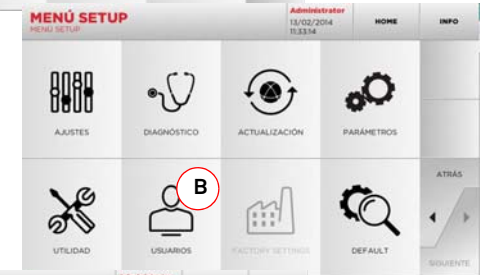 MENÚ SETUP
MENÚ SETUP
Administrator
13/02/2014
11:33:14
HOME
INFO
AJUSTES
DIAGNÓSTICO
ACTUALIZACIÓN
PARÁMETROS
ATRÁS
B
UTILIDAD
USUARIOS
FACTORY SETTINGS
DEFAULT
SIGUIENTE